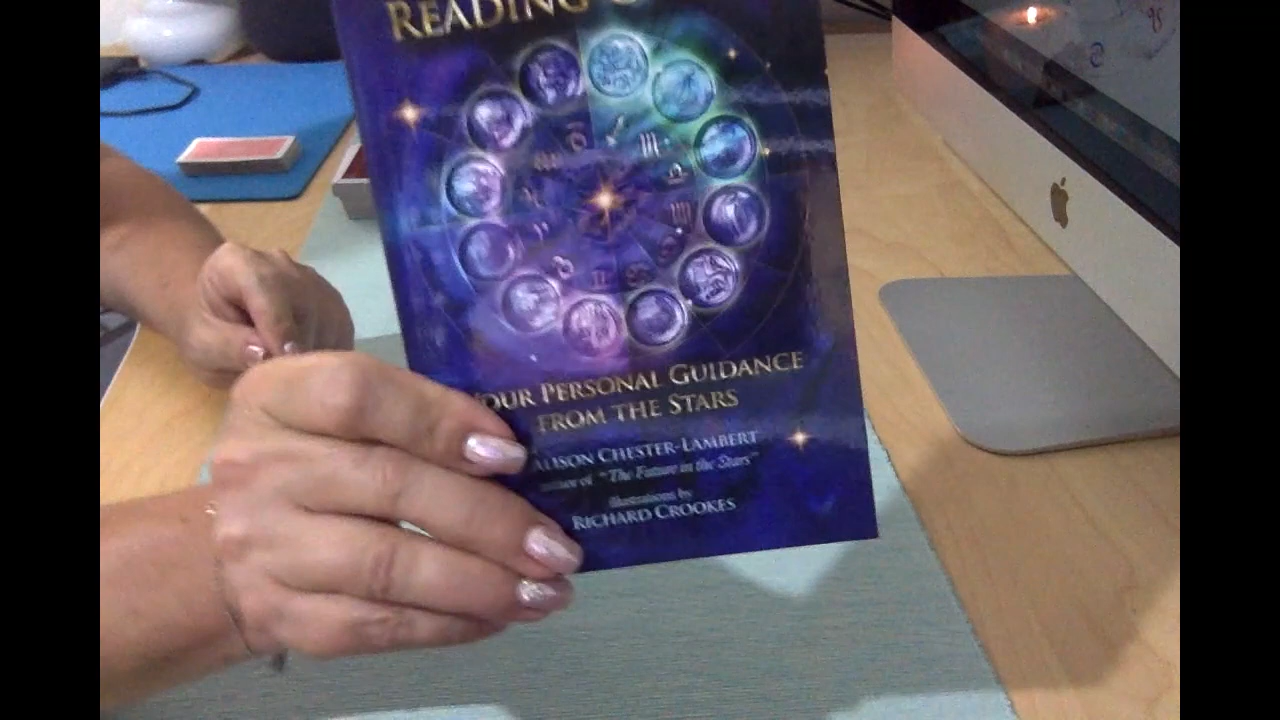 READING
YOUR PERSONAL GUIDANCE
FROM THE STARS
ALISON CHESTER-LAMBERT
author of "The Future in the Stars"
Illustrations by
RICHARD CROOKES